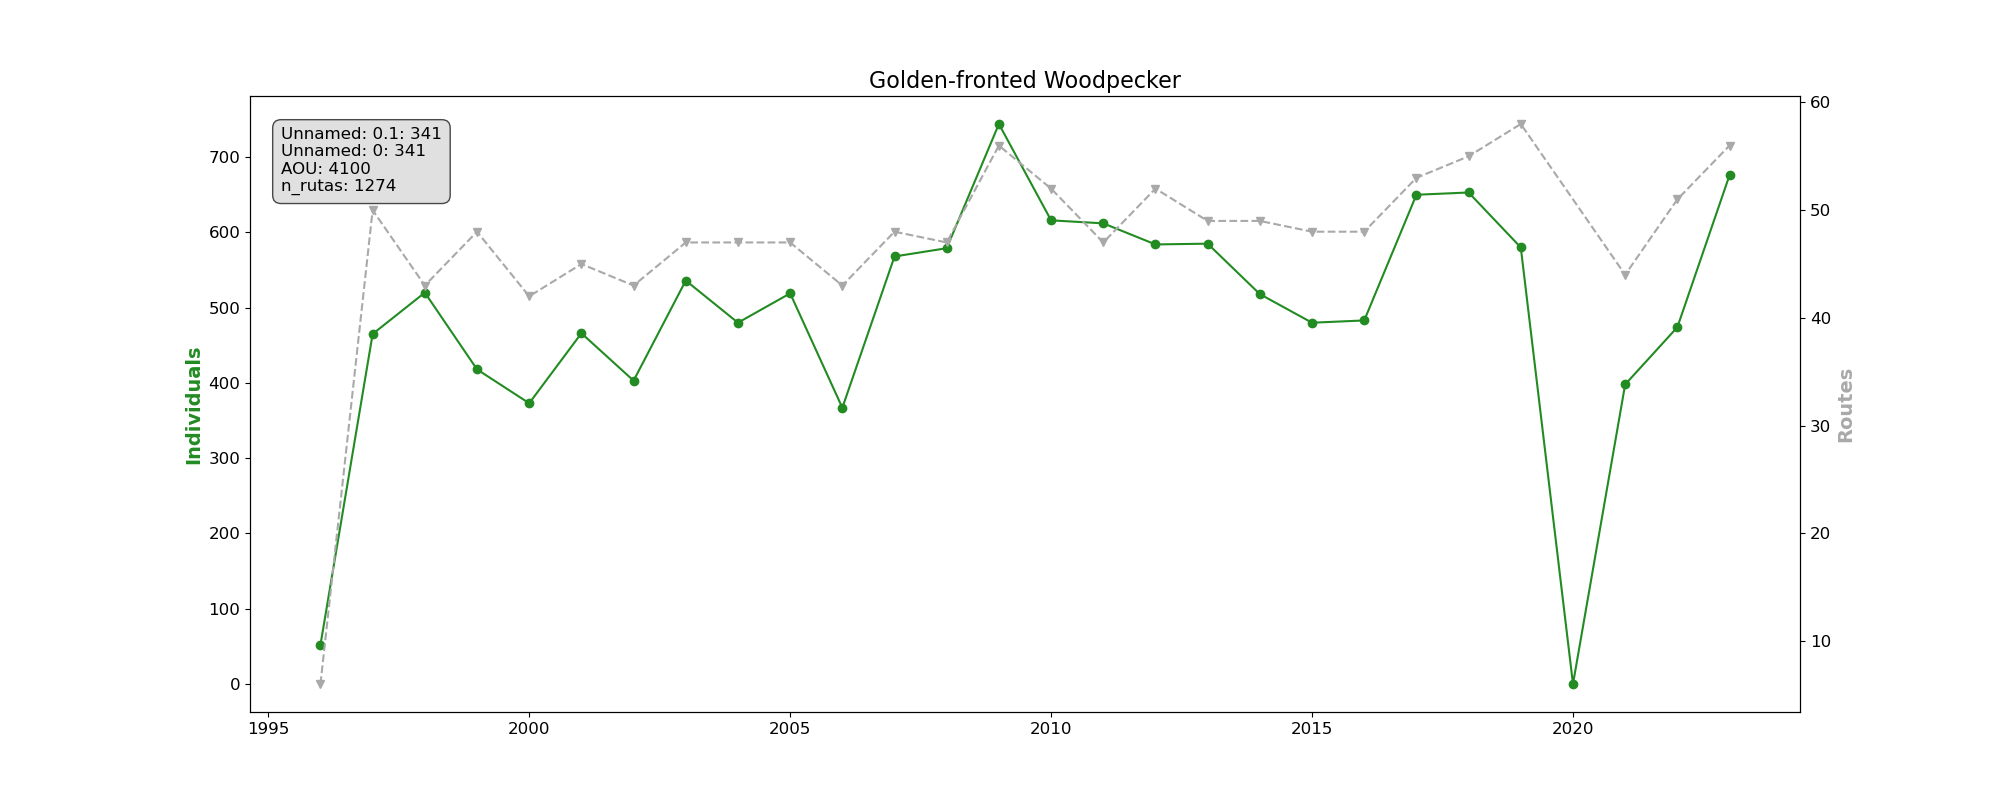 Golden-fronted Woodpecker
Unnamed: 0.1: 341
Unnamed: 0: 341
AOU: 4100
n_rutas: 1274
Individuals
700
600
500
400
300
200
100
0
60
50
40
30
20
10
Routes
1995
2000
2005
2010
2015
2020